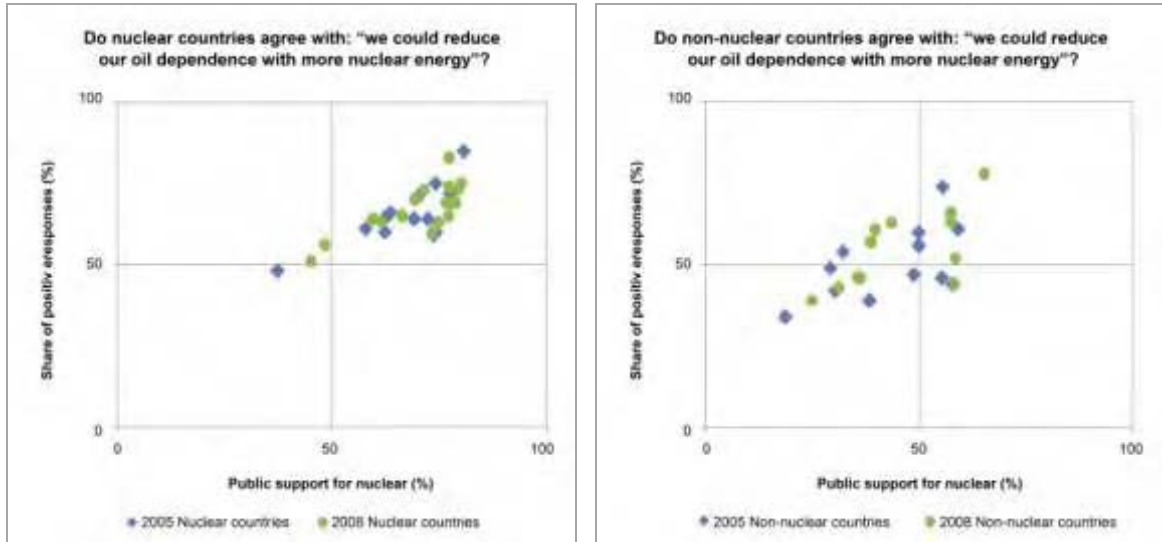 Do nuclear countries agree with: "we could reduce
our oil dependence with more nuclear energy"?
100
50
0
0
50
100
Share of positiv eresponses (%)
Public support for nuclear (%)
2005 Nuclear countries
2008 Nuclear countries
Do non-nuclear countries agree with: "we could reduce
our oil dependence with more nuclear energy"?
100
50
0
0
50
100
Share of positiv eresponses (%)
Public support for nuclear (%)
2005 Non-nuclear countries
2008 Non-nuclear countries